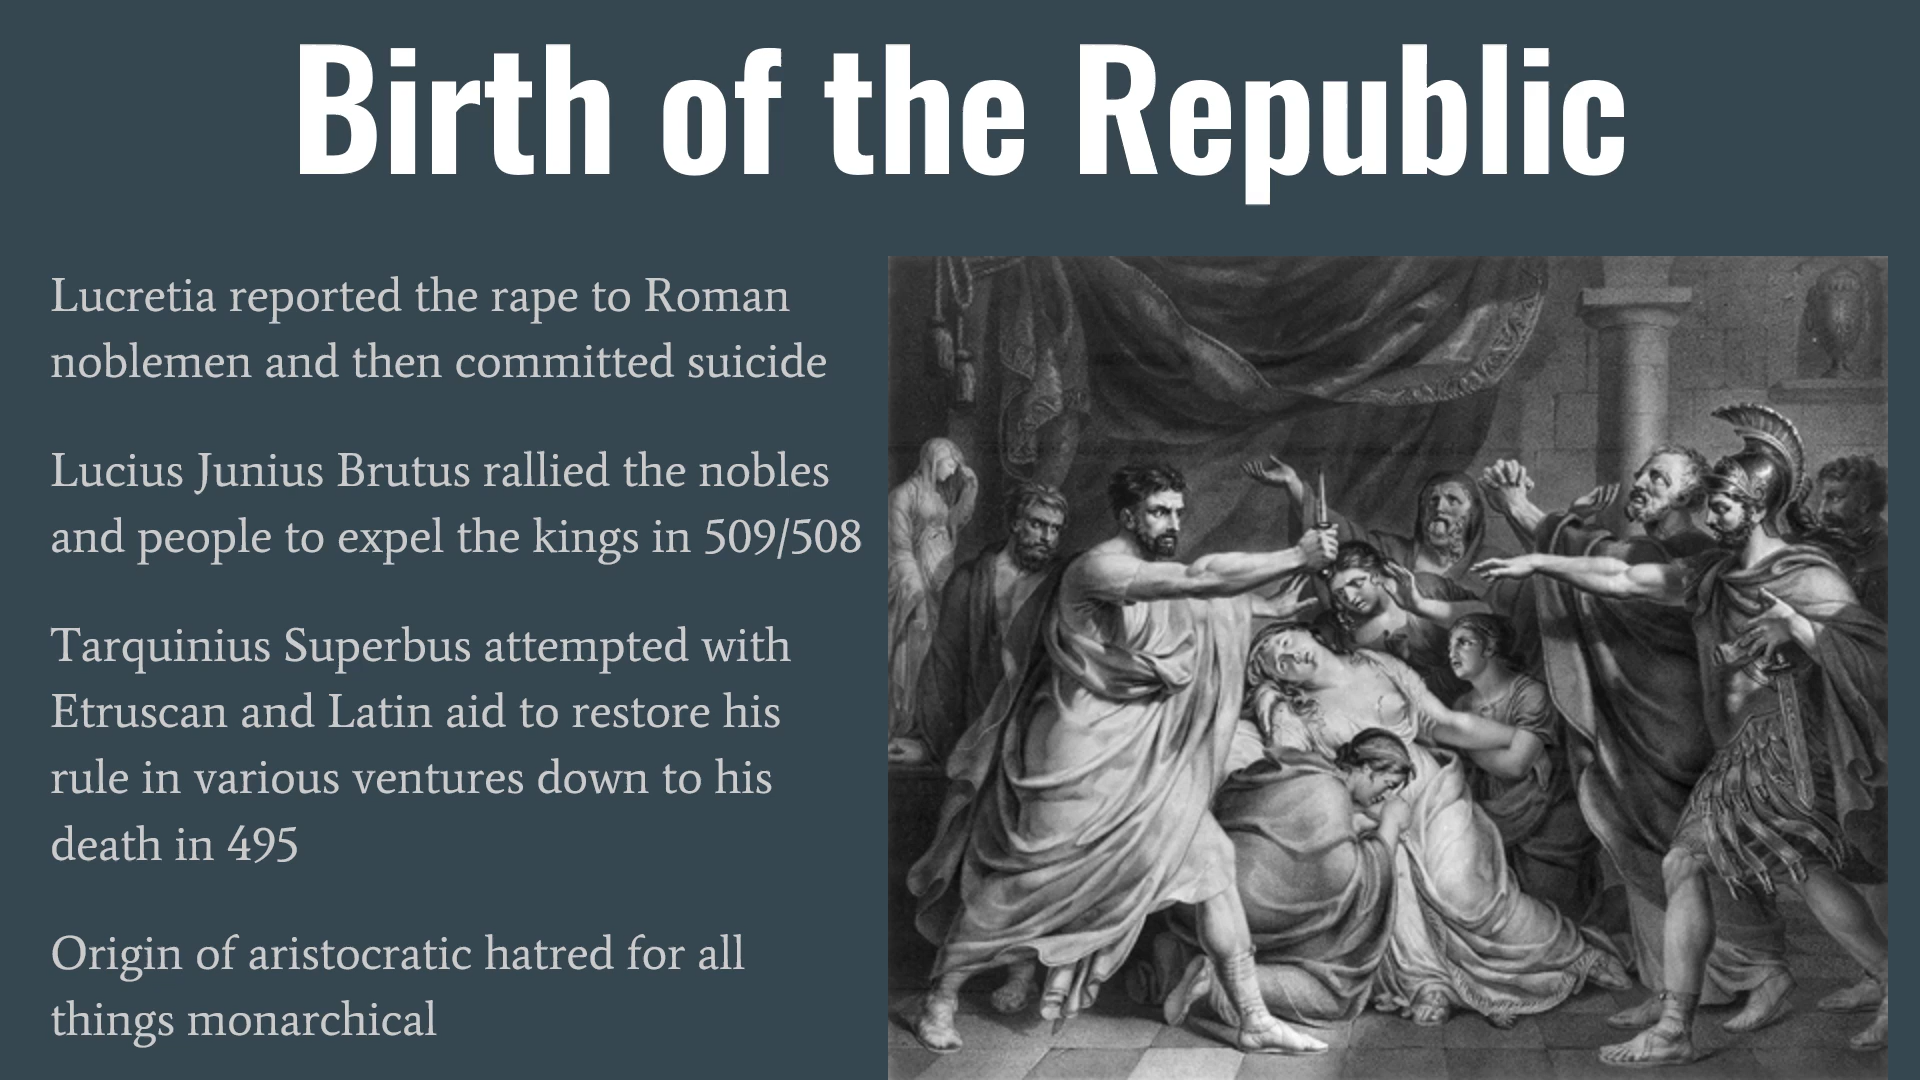 Birth of the Republic
Lucretia reported the rape to Roman
noblemen and then committed suicide
Lucius Junius Brutus rallied the nobles
and people to expel the kings in 509/508
Tarquinius Superbus attempted with
Etruscan and Latin aid to restore his
rule in various ventures down to his
death in 495
Origin of aristocratic hatred for all
things monarchical